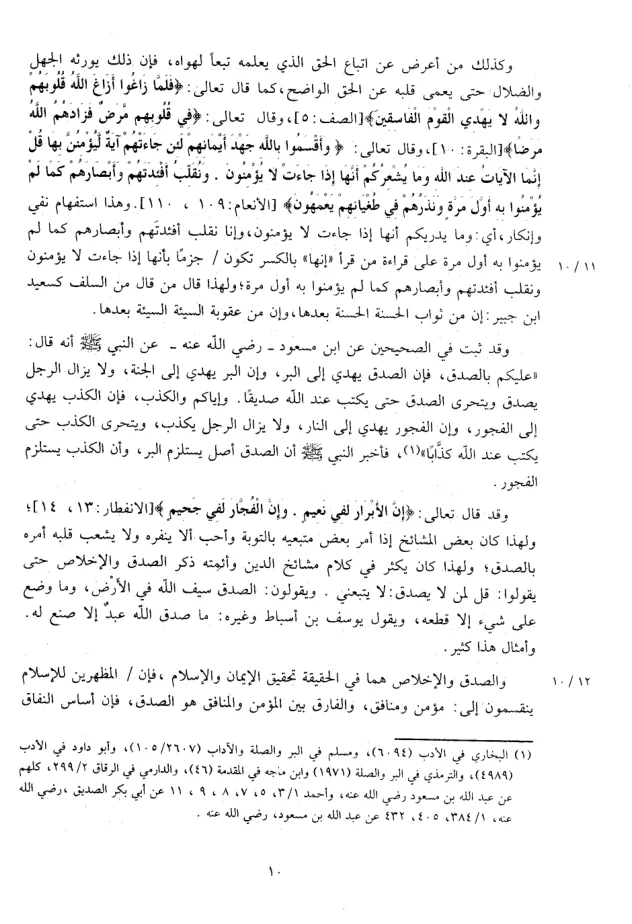 وكذلك من أعرض عن اتباع الحق الذي يعلمه تبعاً لهواه، فإن ذلك يورثه الجهل
والضلال حتى يعمى قلبه عن الحق الواضح،كما قال تعالى: ﴿فَلَمَّا زَاغُوا أَزَاغَ اللَّهُ قُلُوبَهُمْ
وَاللَّهُ لا يَهْدِي الْقَوْمَ الْفَاسِقِينَ﴾[الصف:٥]،وقال تعالى: ﴿فِي قُلُوبِهِم مَّرَضٌ فَزَادَهُمُ اللَّهُ
مَرَضًا﴾[البقرة:١٠]،وقال تعالى: ﴿ وَأَقْسَمُوا بِاللَّهِ جَهْدَ أَيْمَانِهِمْ لَئِن جَاءَتْهُمْ آيَةٌ لَّيُؤْمِنُنَّ بِهَا قُلْ
إِنَّمَا الآيَاتُ عِندَ اللَّهِ وَمَا يُشْعِرُكُمْ أَنَّهَا إِذَا جَاءَتْ لا يُؤْمِنُونَ . وَنُقَلِّبُ أَفْئِدَتَهُمْ وَأَبْصَارَهُمْ كَمَا لَمْ
يُؤْمِنُوا بِهِ أَوَّلَ مَرَّةٍ وَنَذَرُهُمْ فِي طُغْيَانِهِمْ يَعْمَهُونَ﴾ [الأنعام:١٠٩ ، ١١٠].وهذا استفهام نفي
وإنكار،أي:وما يدريكم أنها إذا جاءت لا يؤمنون،وإنا نقلب أفئدتَهم وأبصارهم كما لم
١٠/١١ يؤمنوا به أول مرة على قراءة من قرأ «إنها» بالكسر تكون / جزمًا بأنها إذا جاءت لا يؤمنون
ونقلب أفئدتهم وأبصارهم كما لم يؤمنوا به أول مرة؛ولهذا قال من قال من السلف كسعيد
ابن جبير:إن من ثواب الحسنة الحسنة بعدها،وإن من عقوبة السيئة السيئة بعدها.
وقد ثبت في الصحيحين عن ابن مسعود ـ رضي اللّه عنه ـ عن النبي ﷺ أنه قال:
«عليكم بالصدق، فإن الصدق يهدي إلى البر، وإن البر يهدي إلى الجنة، ولا يزال الرجل
يصدق ويتحرى الصدق حتى يكتب عند اللّه صديقًا. وإياكم والكذب، فإن الكذب يهدي
إلى الفجور، وإن الفجور يهدي إلى النار، ولا يزال الرجل يكذب، ويتحرى الكذب حتى
يكتب عند اللّه كذَّابًا»(١)، فأخبر النبي ﷺ أن الصدق أصل يستلزم البر، وأن الكذب يستلزم
الفجور.
وقد قال تعالى:﴿إِنَّ الأَبْرَارَ لَفِي نَعِيمٍ . وَإِنَّ الْفُجَّارَ لَفِي جَحِيمٍ ﴾[الانفطار:١٣، ١٤]؛
ولهذا كان بعض المشائخ إذا أمر بعض متبعيه بالتوبة وأحب ألا ينفره ولا يشعب قلبه أمره
بالصدق؛ ولهذا كان يكثر في كلام مشائخ الدين وأئمته ذكر الصدق والإخلاص حتى
يقولوا: قل لمن لا يصدق:لا يتبعني . ويقولون: الصدق سيف اللّه في الأرْض، وما وضع
على شيء إلا قطعه، ويقول يوسف بن أسباط وغيره: ما صدق اللّه عبدٌ إلا صنع له.
وأمثال هذا كثير.
١٠/١٢ والصدق والإخلاص هما في الحقيقة تحقيق الإيمان والإسلام ،فإن / المظهرين للإسلام
ينقسمون إلى: مؤمن ومنافق، والفارق بين المؤمن والمنافق هو الصدق، فإن أساس النفاق
(١) البخاري في الأدب (٦٠٩٤)، ومسلم في البر والصلة والآداب (١٠٥/٢٦٠٧)، وأبو داود في الأدب
(٤٩٨٩)، والترمذي في البر والصلة (١٩٧١) وابن ماجه في المقدمة (٤٦)، والدارمي في الرقاق ٢٩٩/٢، كلهم
عن عبد الله بن مسعود رضي الله عنه، وأحمد ٣/١، ٥، ٧، ٨ ، ٩ ، ١١ عن أبي بكر الصديق ،رضي الله
عنه، ٣٨٤/١، ٤٠٥، ٤٣٢ عن عبد الله بن مسعود، رضي الله عنه .
١٠